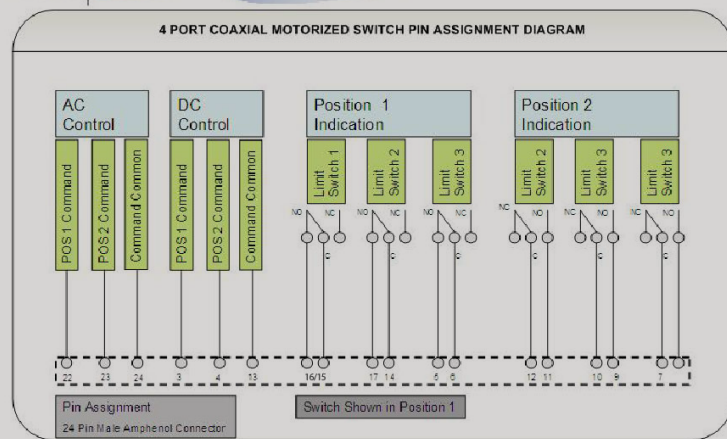 4 PORT COAXIAL MOTORIZED SWITCH PIN ASSIGNMENT DIAGRAM
AC
Control
DC
Control
Position 1
Indication
Position 2
Indication
POS1 Command
POS2 Command
Command Common
POS1 Command
POS2 Command
Command Common
Limit
Switch 1
Limit
Switch 2
Limit
Switch 3
Limit
Switch 2
Limit
Switch 3
Limit
Switch 3
NO NC NO NC NO NC NC NO NC NO NC NO
C C C C C
22 23 24 3 4 13 16/15 17 14 5 6 12 11 10 9 7
Pin Assignment
24 Pin Male Amphenol Connector
Switch Shown in Position 1